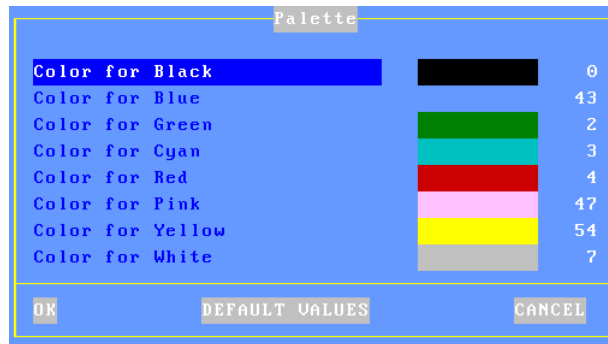 Palette
Color for Black 0
Color for Blue 43
Color for Green 2
Color for Cyan 3
Color for Red 4
Color for Pink 47
Color for Yellow 54
Color for White 7
OK DEFAULT VALUES CANCEL